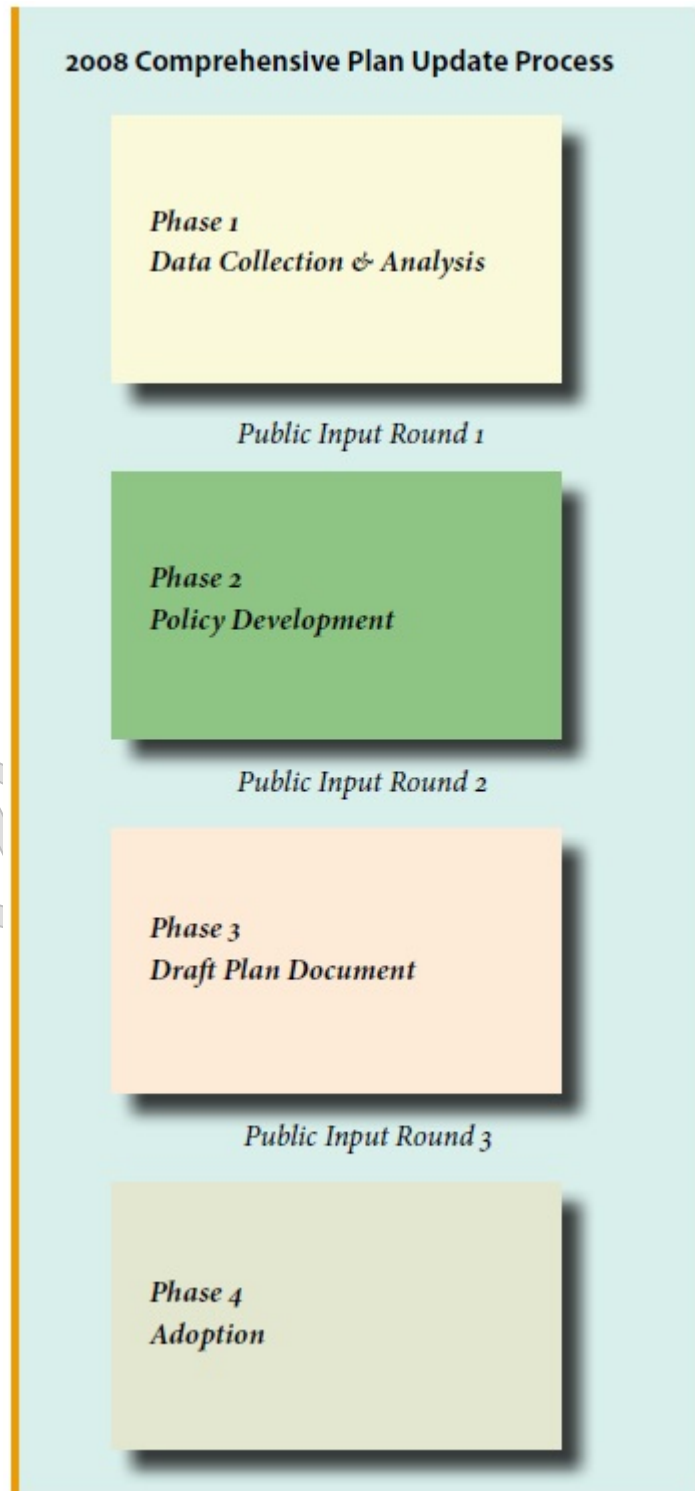 2008 Comprehensive Plan Update Process
Phase 1
Data Collection & Analysis
Public Input Round 1
Phase 2
Policy Development
Public Input Round 2
Phase 3
Draft Plan Document
Public Input Round 3
Phase 4
Adoption